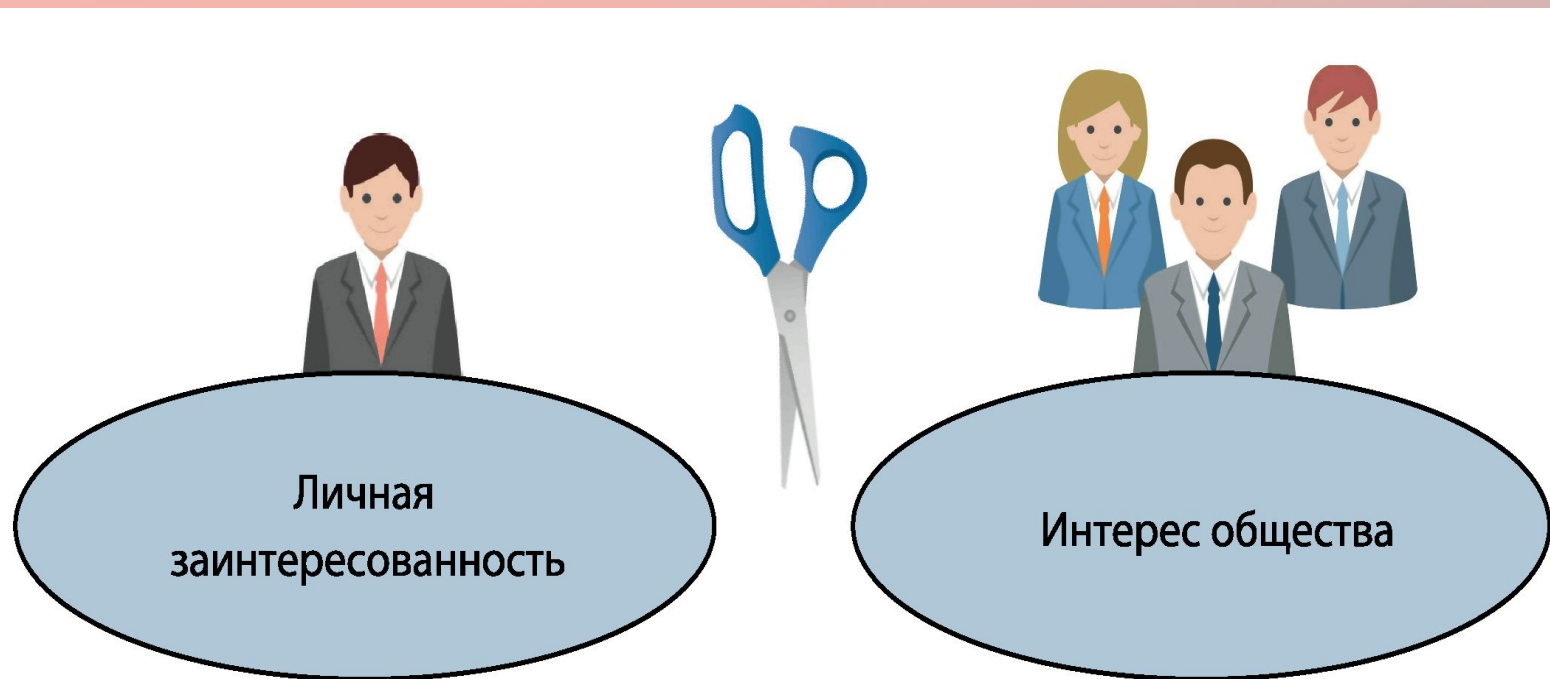 Личная
заинтересованность
Интерес общества